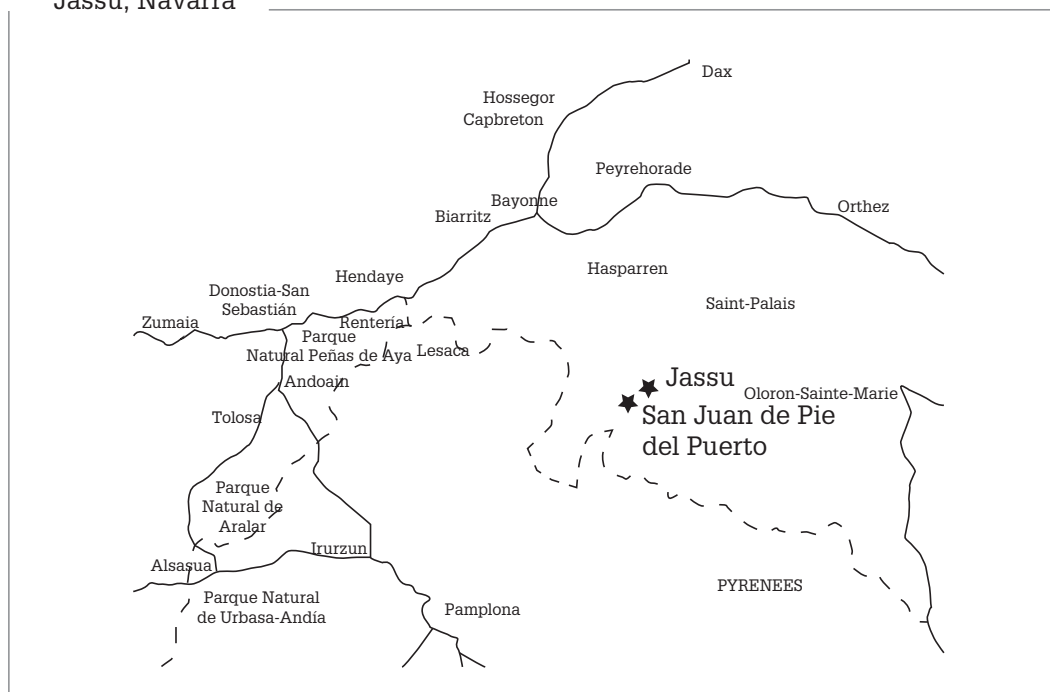 Jassu, Navarra
Dax
Hossegor
Capbreton
Peyrehorade
Bayonne
Biarritz
Orthez
Hasparren
Hendaye
Donostia-San
Sebastián
Saint-Palais
Zumaia
Rentería
Parque
Natural Peñas de Aya
Lesaca
Andoain
Jassu
Oloron-Sainte-Marie
San Juan de Pie
del Puerto
Tolosa
Parque
Natural de
Aralar
Irurzun
Alsasua
PYRENEES
Parque Natural
de Urbasa-Andía
Pamplona